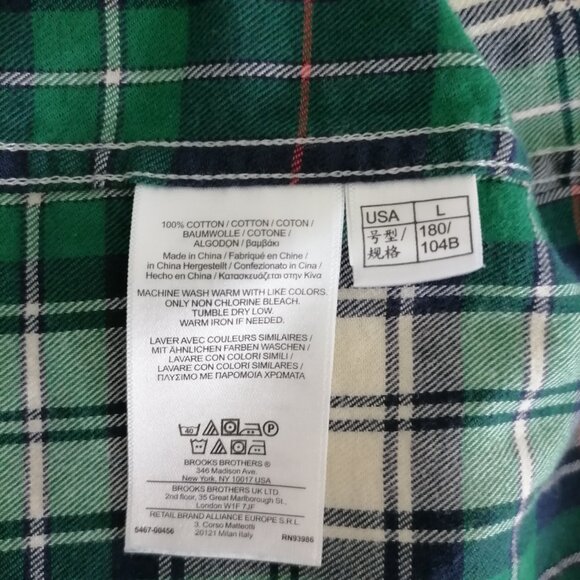 100% COTTON / COTTON / COTON /
BAUMWOLLE / COTONE /
ALGODON / βαμβάκι
Made in China / Fabriqué en Chine /
in China Hergestellt / Confezionato in Cina /
Hecho en China / Κατασκευάζεται στην Κίνα
MACHINE WASH WARM WITH LIKE COLORS.
ONLY NON CHLORINE BLEACH.
TUMBLE DRY LOW.
WARM IRON IF NEEDED.
LAVER AVEC COULEURS SIMILAIRES /
MIT ÄHNLICHEN FARBEN WASCHEN /
LAVARE CON COLORI SIMILI /
LAVARE CON COLORI SIMILARES /
ΠΛΥΣΙΜΟ ΜΕ ΠΑΡΟΜΟΙΑ ΧΡΩΜΑΤΑ
40 P
BROOKS BROTHERS ®
346 Madison Ave.
New York, NY 10017 USA
BROOKS BROTHERS UK LTD
2nd floor, 35 Great Marlborough St.,
London W1F 7JF
RETAIL BRAND ALLIANCE EUROPE S.R.L
3. Corso Matteotti
20121 Milan Italy
5467-00456 RN93986
USA L
号型/ 180/
规格 104B